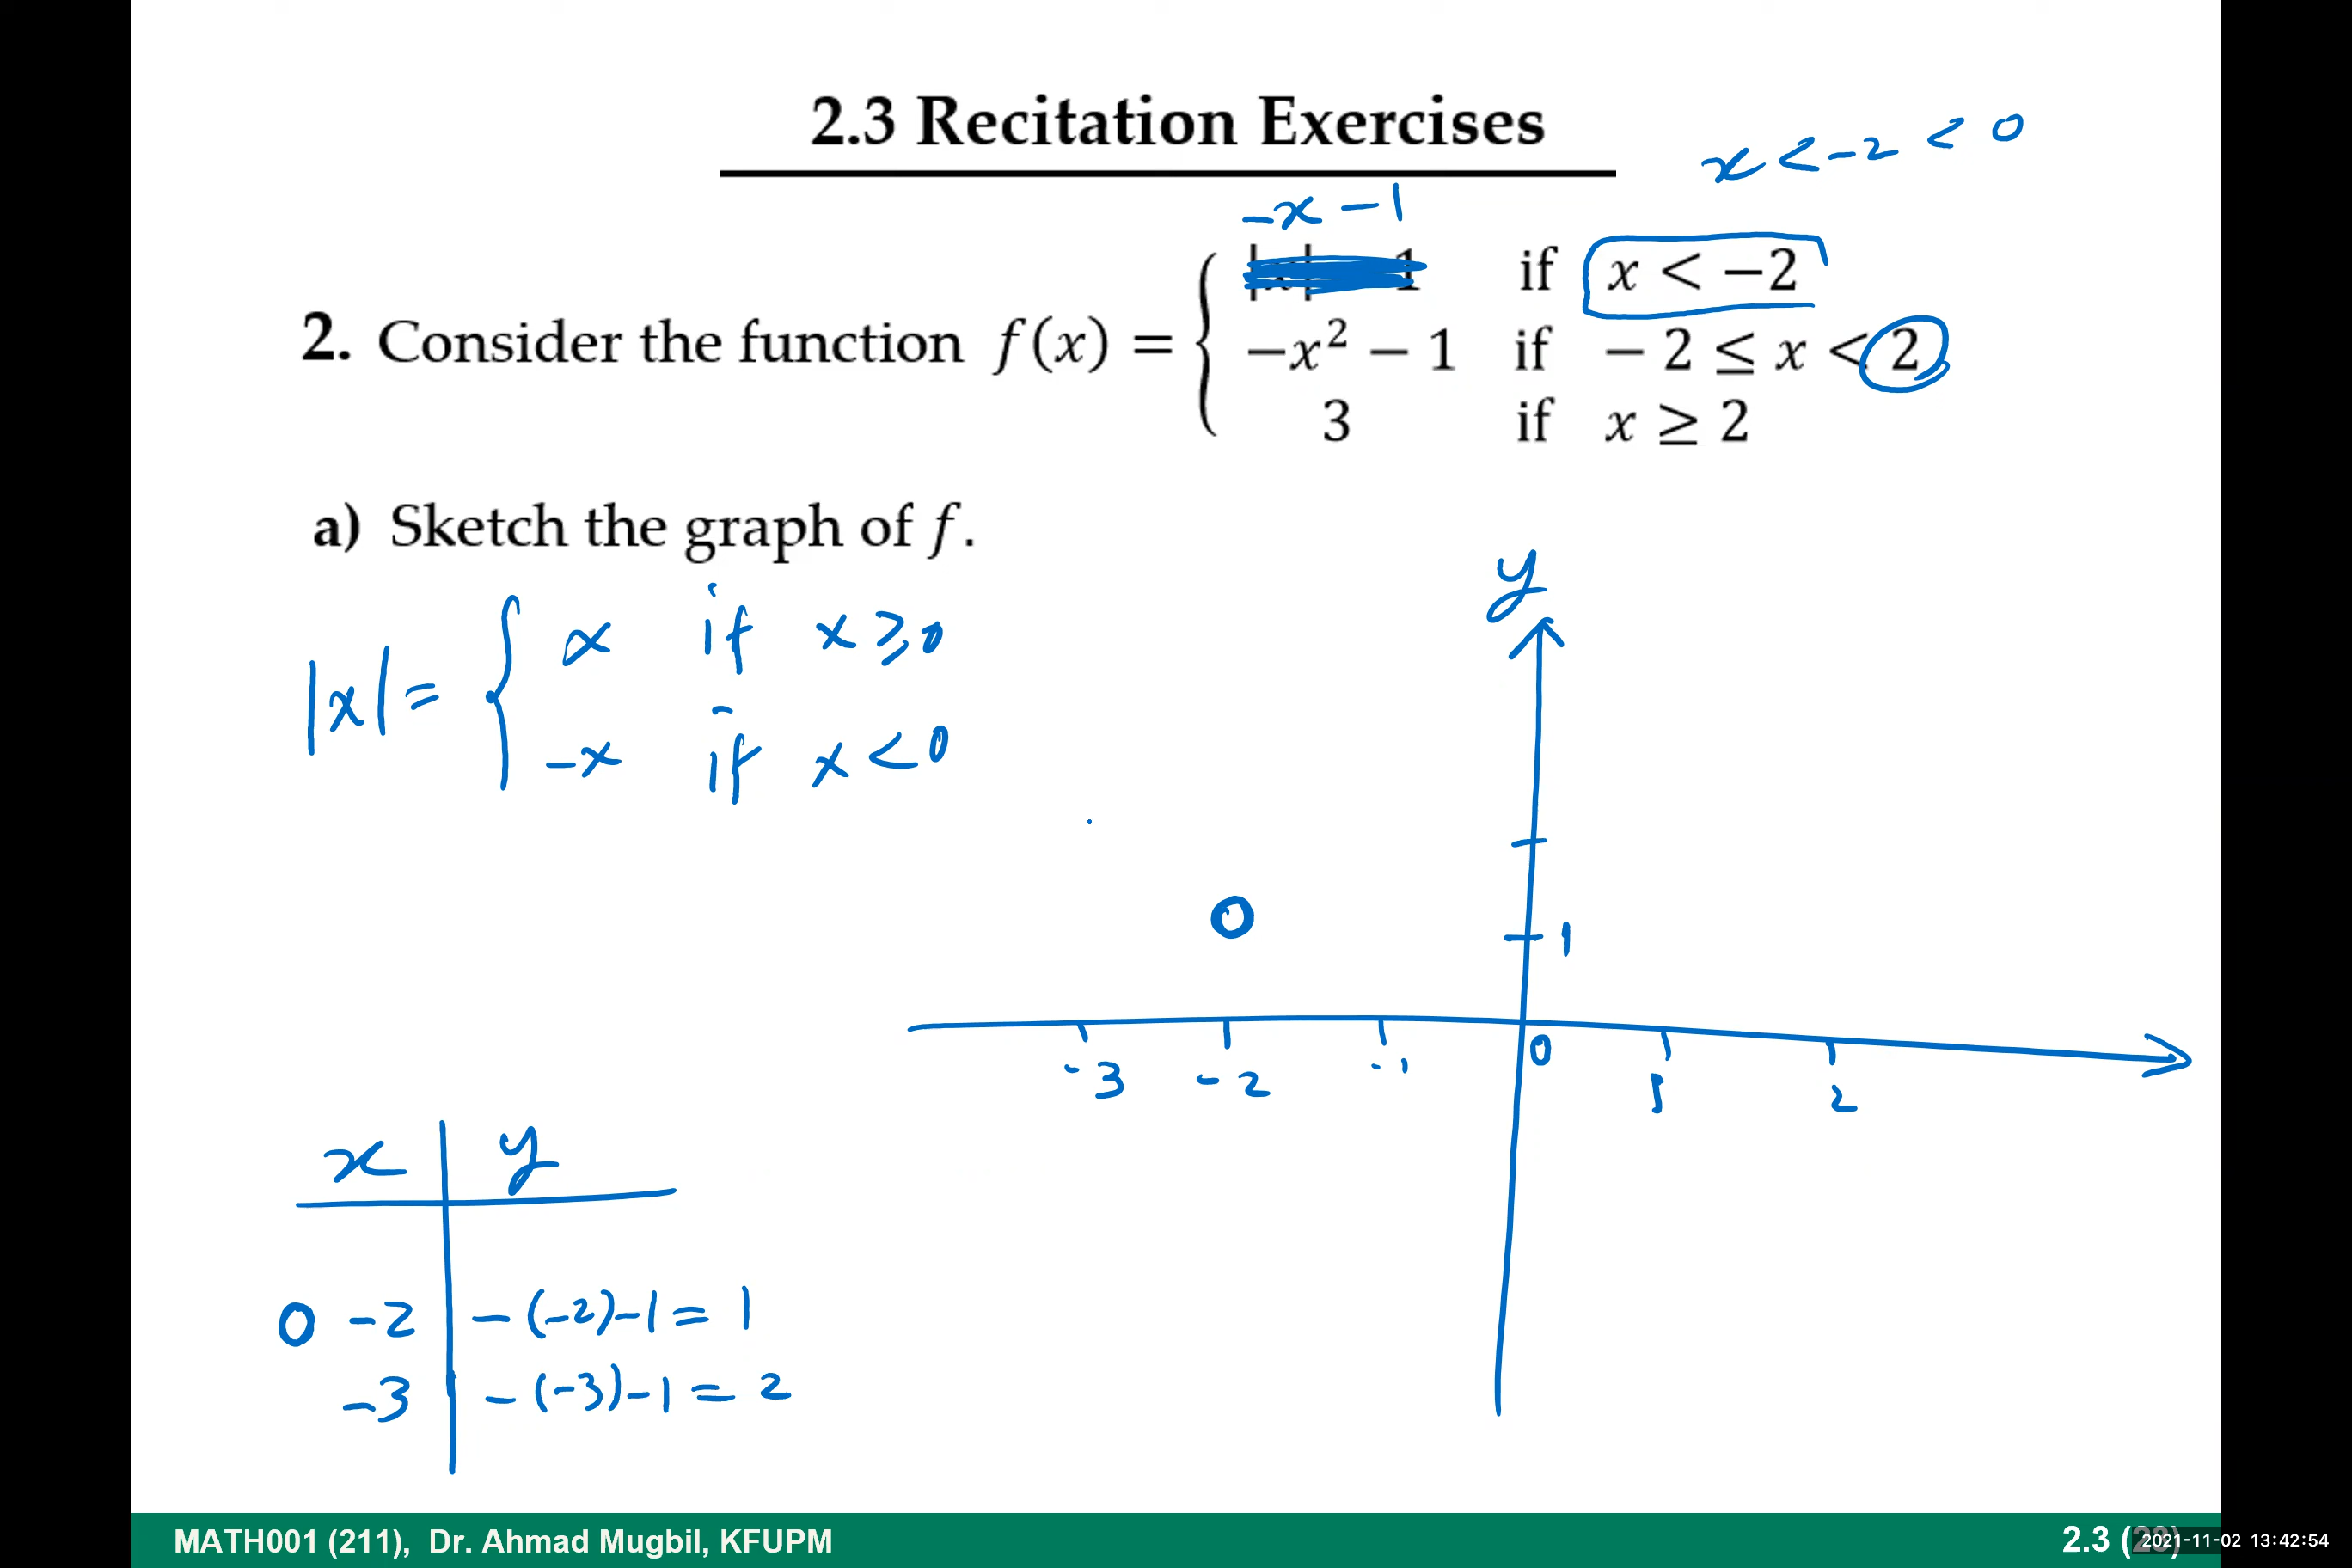 2.3 Recitation Exercises
x < -2 < 0
-x - 1
2. Consider the function f(x) = { |x| - 1 if x < −2
−x² − 1 if − 2 ≤ x < 2
3 if x ≥ 2
a) Sketch the graph of f.
|x| = { x if x ≥ 0
-x if x < 0
y
1
-3 -2 -1 0 1 2
x y
0 -2 -(-2)-1 = 1
-3 -(-3)-1 = 2
MATH001 (211), Dr. Ahmad Mugbil, KFUPM
2.3 ( 2021-11-02 13:42:54